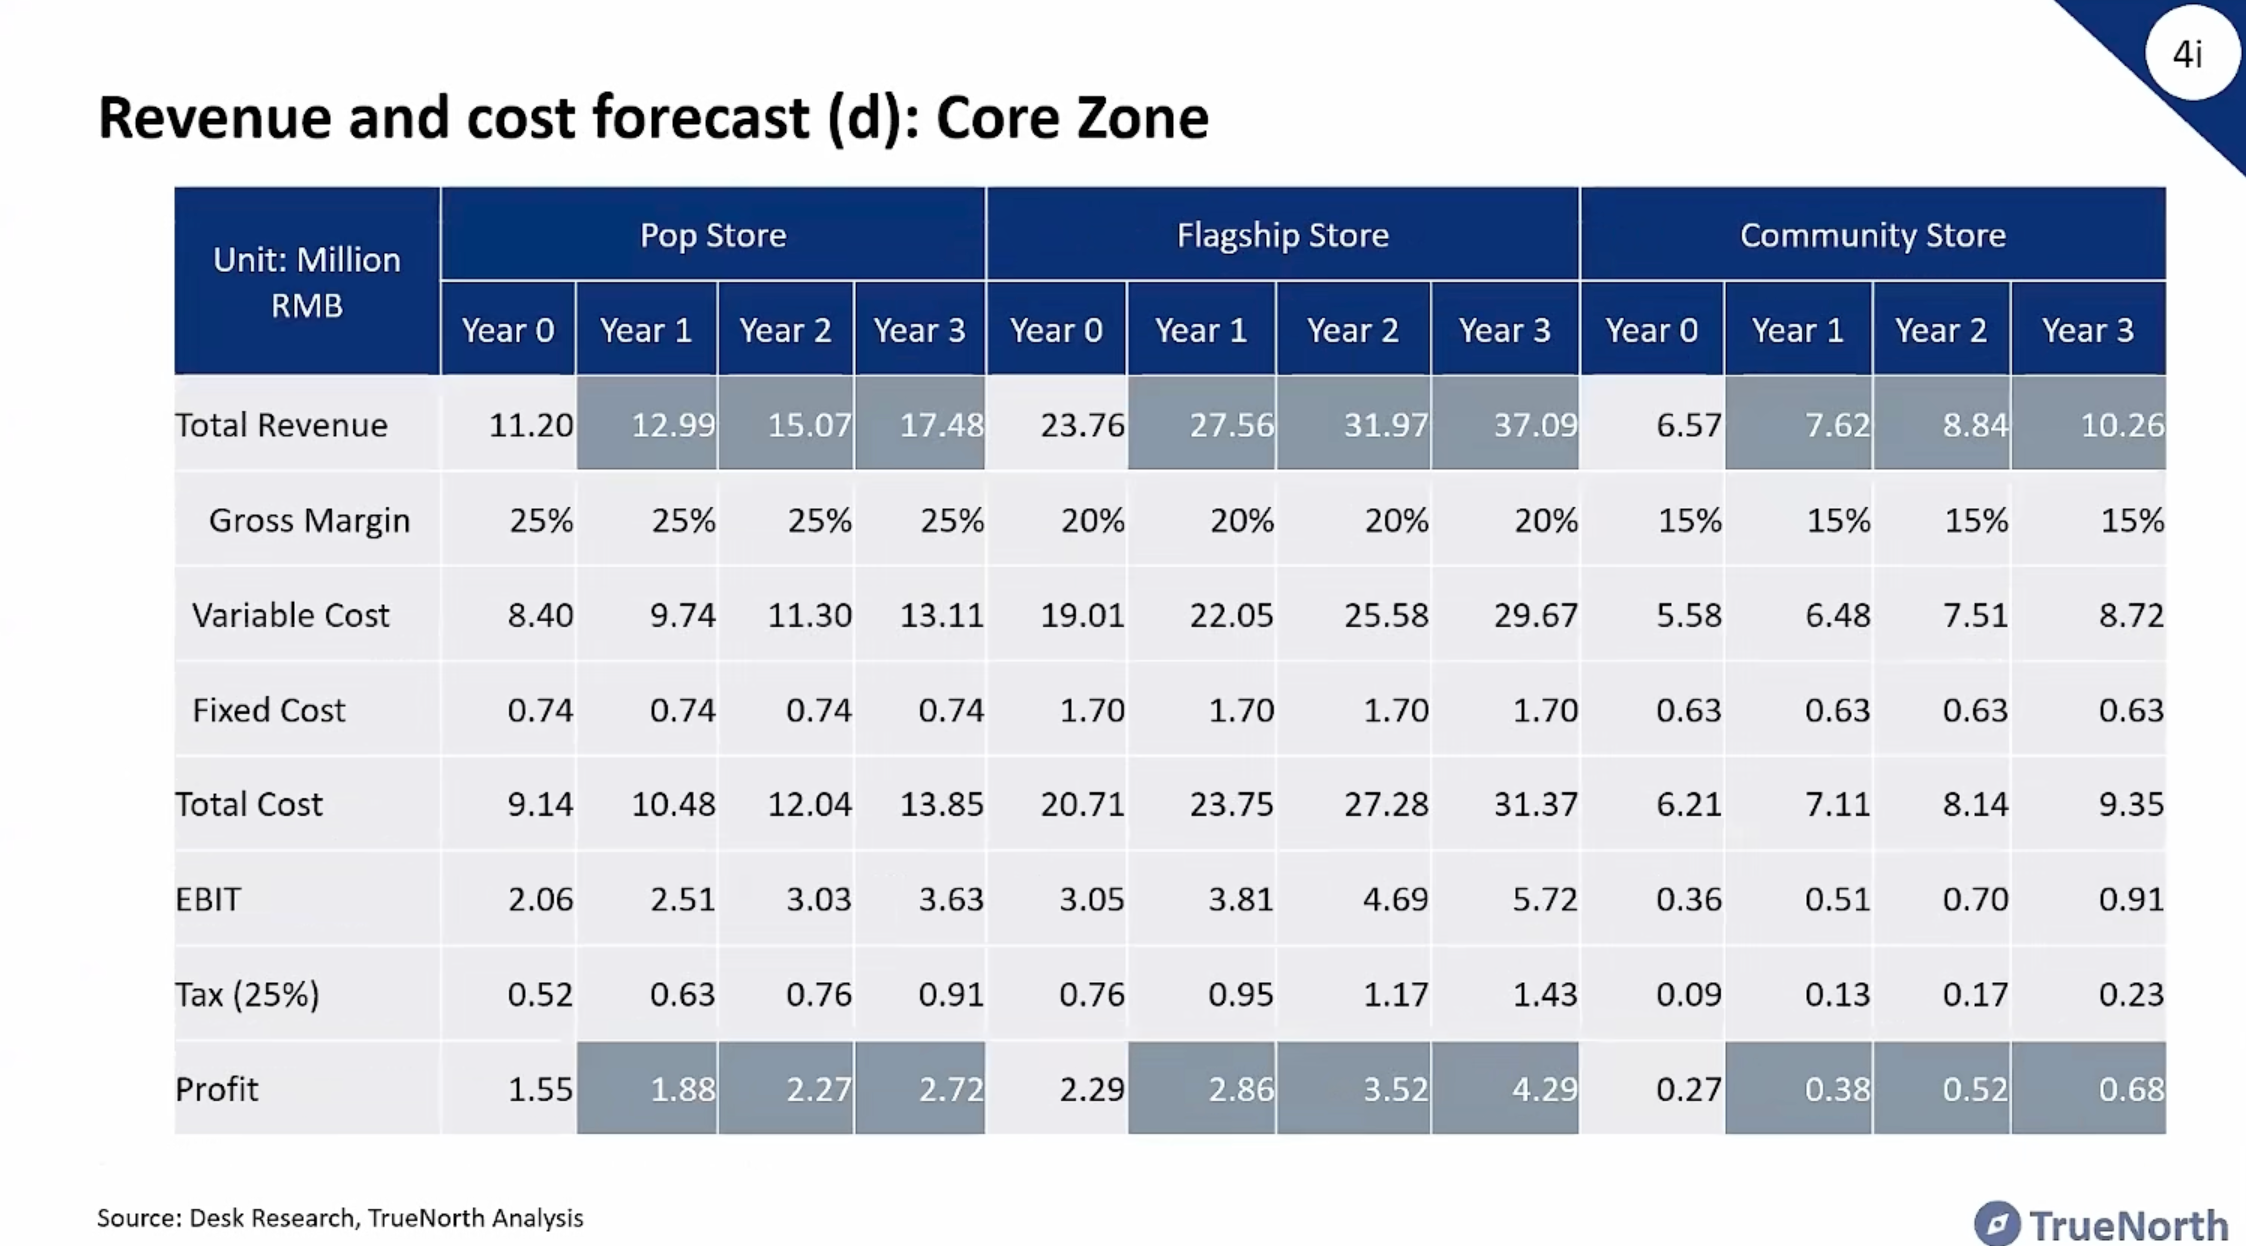 4i
Revenue and cost forecast (d): Core Zone
Unit: Million
RMB
Pop Store Flagship Store Community Store
Year 0 Year 1 Year 2 Year 3 Year 0 Year 1 Year 2 Year 3 Year 0 Year 1 Year 2 Year 3
Total Revenue 11.20 12.99 15.07 17.48 23.76 27.56 31.97 37.09 6.57 7.62 8.84 10.26
Gross Margin 25% 25% 25% 25% 20% 20% 20% 20% 15% 15% 15% 15%
Variable Cost 8.40 9.74 11.30 13.11 19.01 22.05 25.58 29.67 5.58 6.48 7.51 8.72
Fixed Cost 0.74 0.74 0.74 0.74 1.70 1.70 1.70 1.70 0.63 0.63 0.63 0.63
Total Cost 9.14 10.48 12.04 13.85 20.71 23.75 27.28 31.37 6.21 7.11 8.14 9.35
EBIT 2.06 2.51 3.03 3.63 3.05 3.81 4.69 5.72 0.36 0.51 0.70 0.91
Tax (25%) 0.52 0.63 0.76 0.91 0.76 0.95 1.17 1.43 0.09 0.13 0.17 0.23
Profit 1.55 1.88 2.27 2.72 2.29 2.86 3.52 4.29 0.27 0.38 0.52 0.68
Source: Desk Research, TrueNorth Analysis
TrueNorth